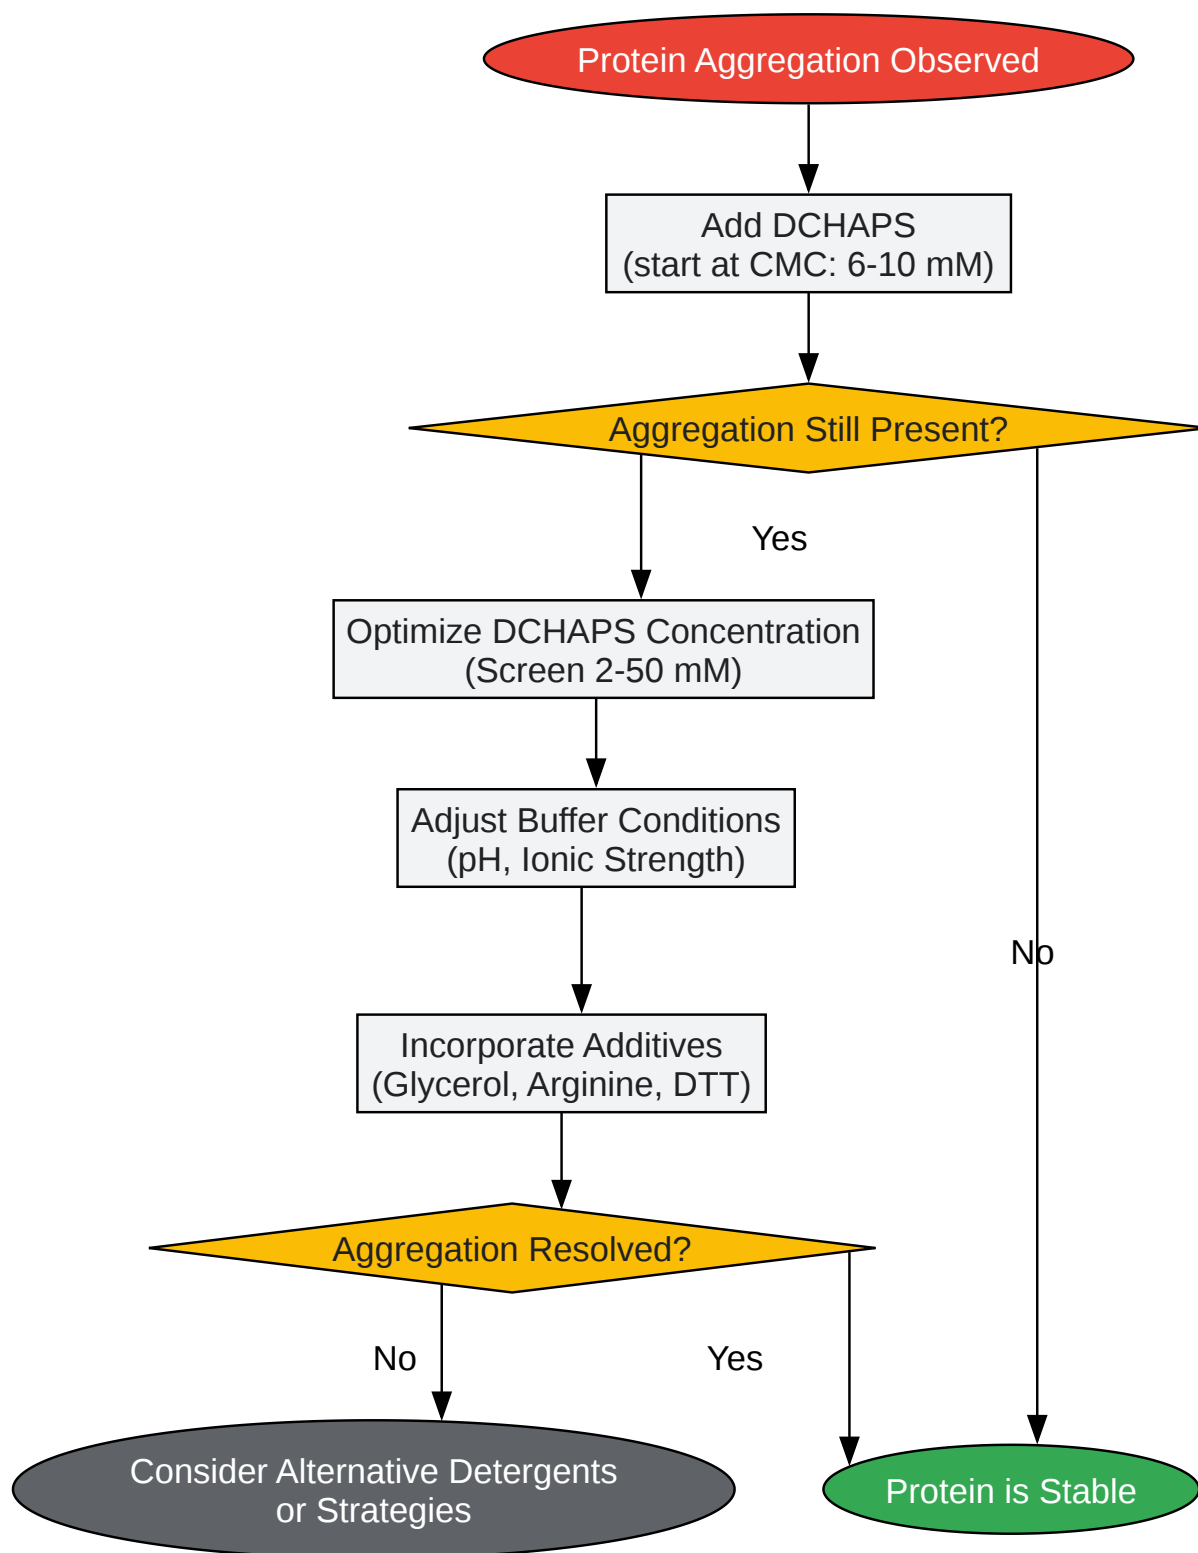 Protein Aggregation Observed
Add DCHAPS
(start at CMC: 6-10 mM)
Aggregation Still Present?
Yes
Optimize DCHAPS Concentration
(Screen 2-50 mM)
Adjust Buffer Conditions
(pH, Ionic Strength)
No
Incorporate Additives
(Glycerol, Arginine, DTT)
Aggregation Resolved?
No
Yes
Consider Alternative Detergents
or Strategies
Protein is Stable